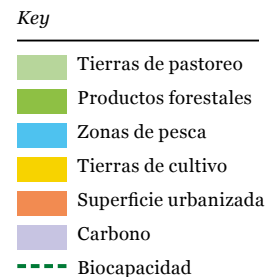 Key
Tierras de pastoreo
Productos forestales
Zonas de pesca
Tierras de cultivo
Superficie urbanizada
Carbono
Biocapacidad